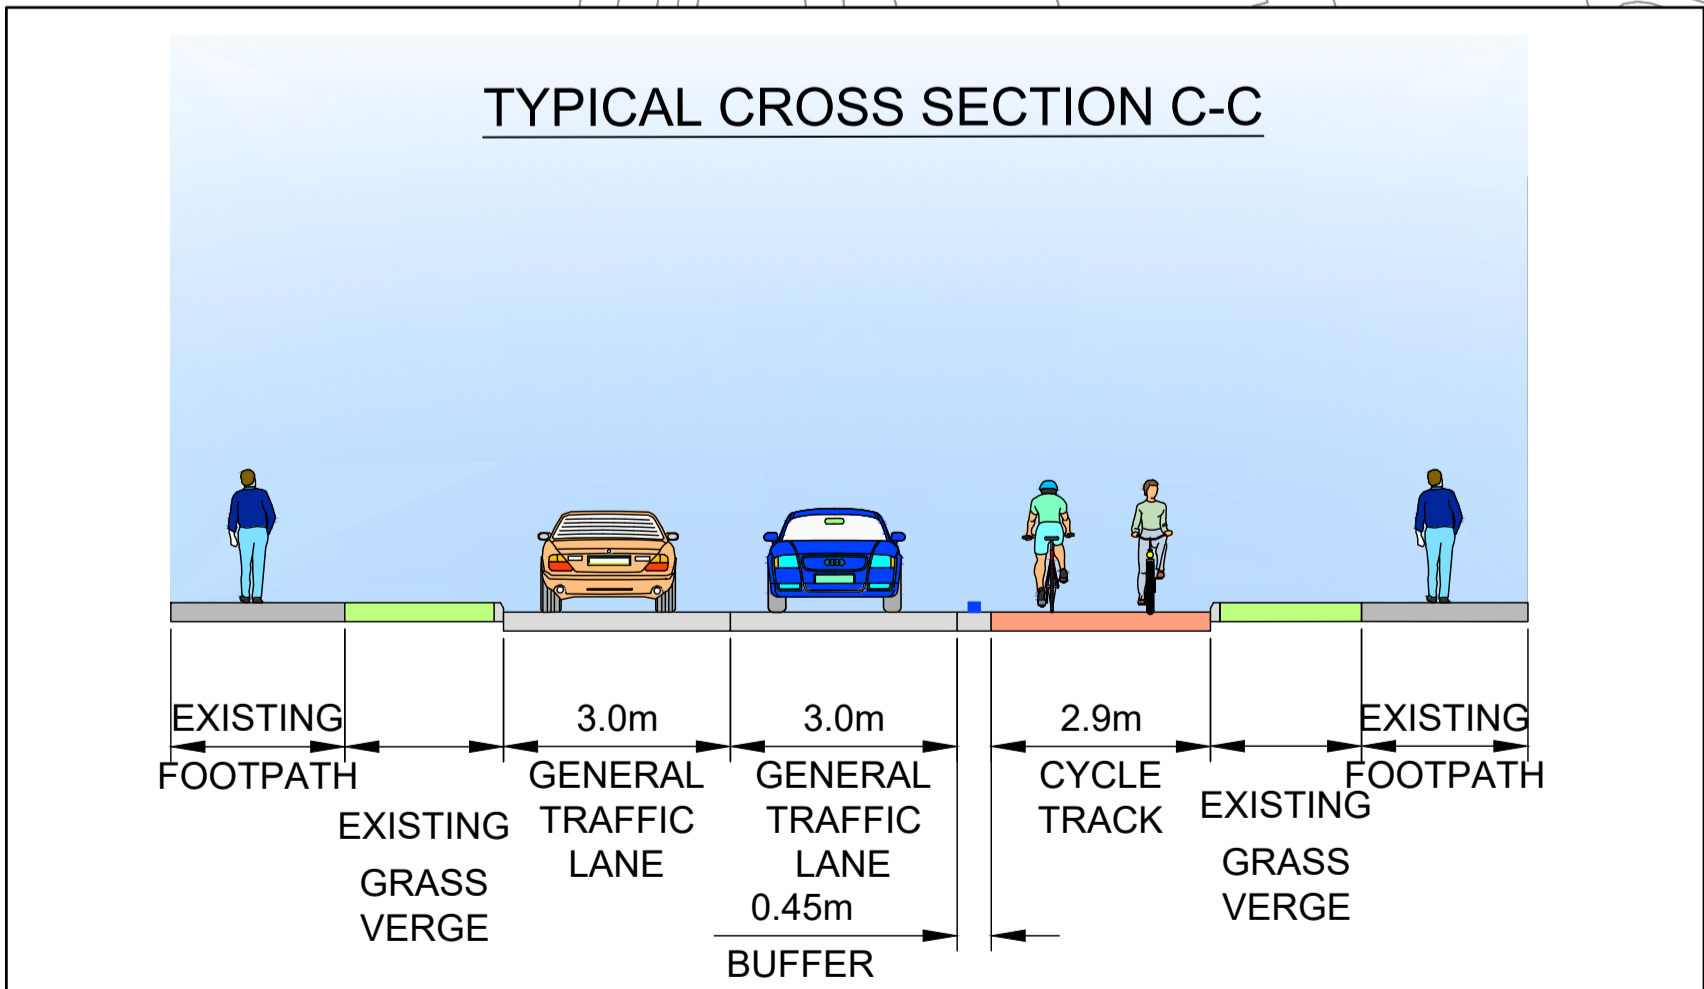 TYPICAL CROSS SECTION C-C
EXISTING
FOOTPATH
EXISTING
GRASS
VERGE
3.0m
GENERAL
TRAFFIC
LANE
3.0m
GENERAL
TRAFFIC
LANE
0.45m
BUFFER
2.9m
CYCLE
TRACK
EXISTING
GRASS
VERGE
EXISTING
FOOTPATH